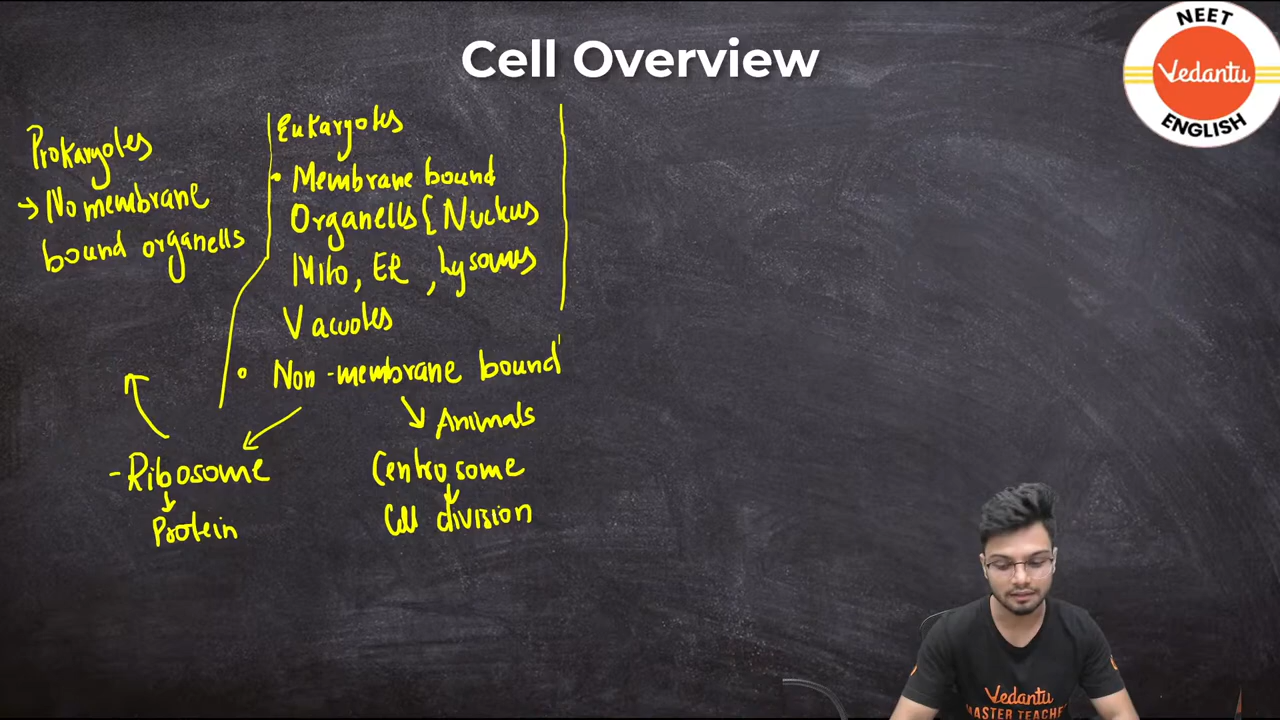 Cell Overview
NEET
Vedantu
ENGLISH
Prokaryotes
→ No membrane
bound organells
Eukaryotes
• Membrane bound
Organells { Nucleus
Mito, ER, Lysosomes
Vacuoles
• Non-membrane bound
→ Animals
- Ribosome
Protein
Centrosome
Cell division
Vedantu
MASTER TEACHER